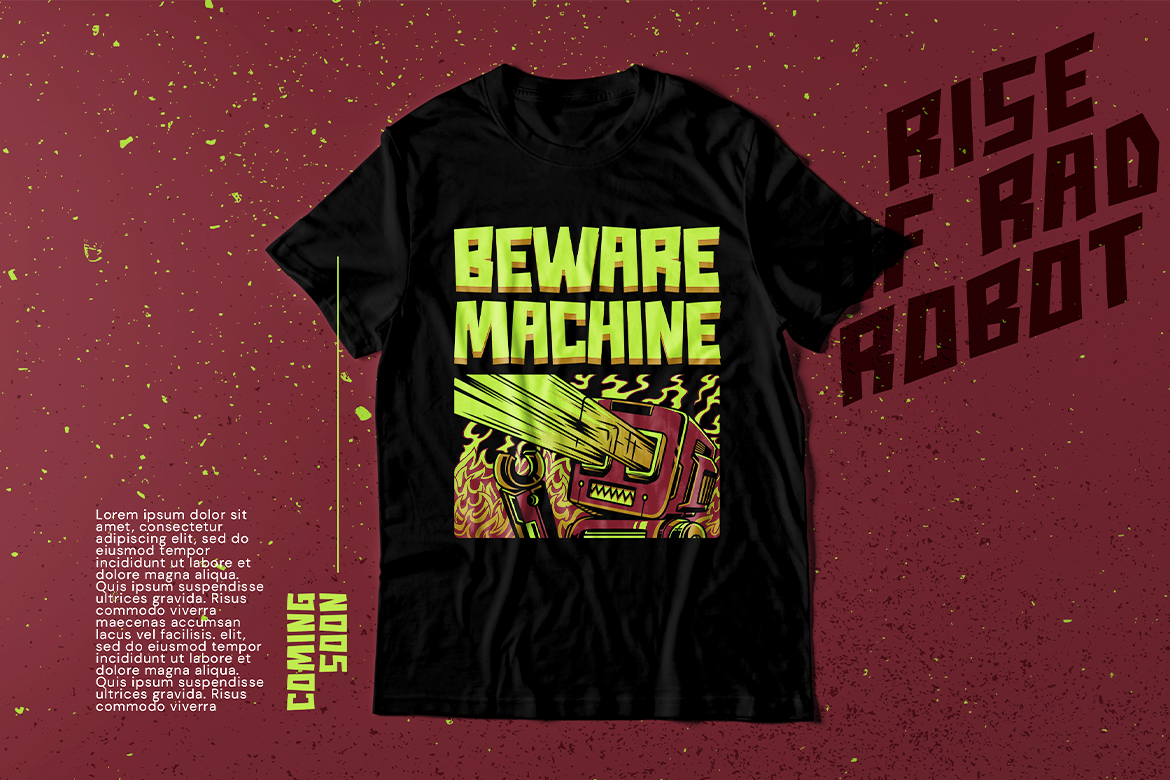 BEWARE
MACHINE
RISE
OF RAD
ROBOT
Lorem ipsum dolor sit
amet, consectetur
adipiscing elit, sed do
eiusmod tempor
incididunt ut labore et
dolore magna aliqua.
Quis ipsum suspendisse
ultrices gravida. Risus
commodo viverra
maecenas accumsan
lacus vel facilisis. elit,
sed do eiusmod tempor
incididunt ut labore et
dolore magna aliqua.
Quis ipsum suspendisse
ultrices gravida. Risus
commodo viverra
COMING
SOON